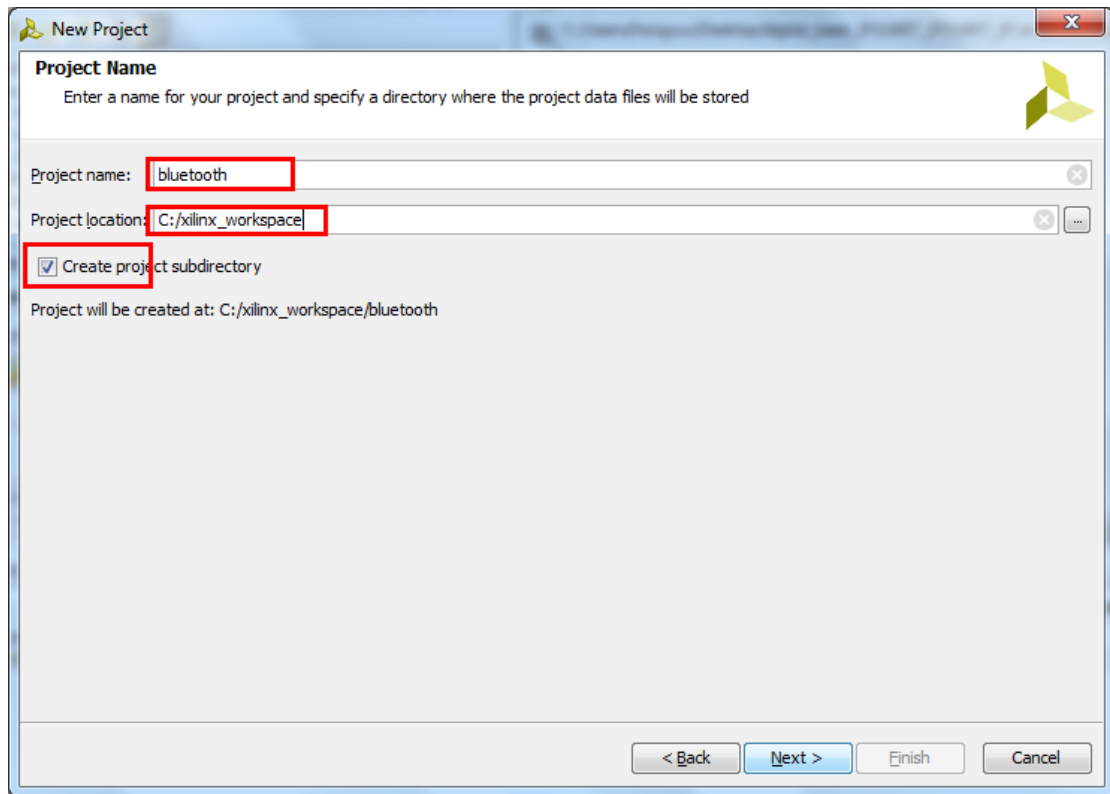 New Project
Project Name
Enter a name for your project and specify a directory where the project data files will be stored
Project name: bluetooth
Project location: C:/xilinx_workspace ...
Create project subdirectory
Project will be created at: C:/xilinx_workspace/bluetooth
< Back Next > Finish Cancel